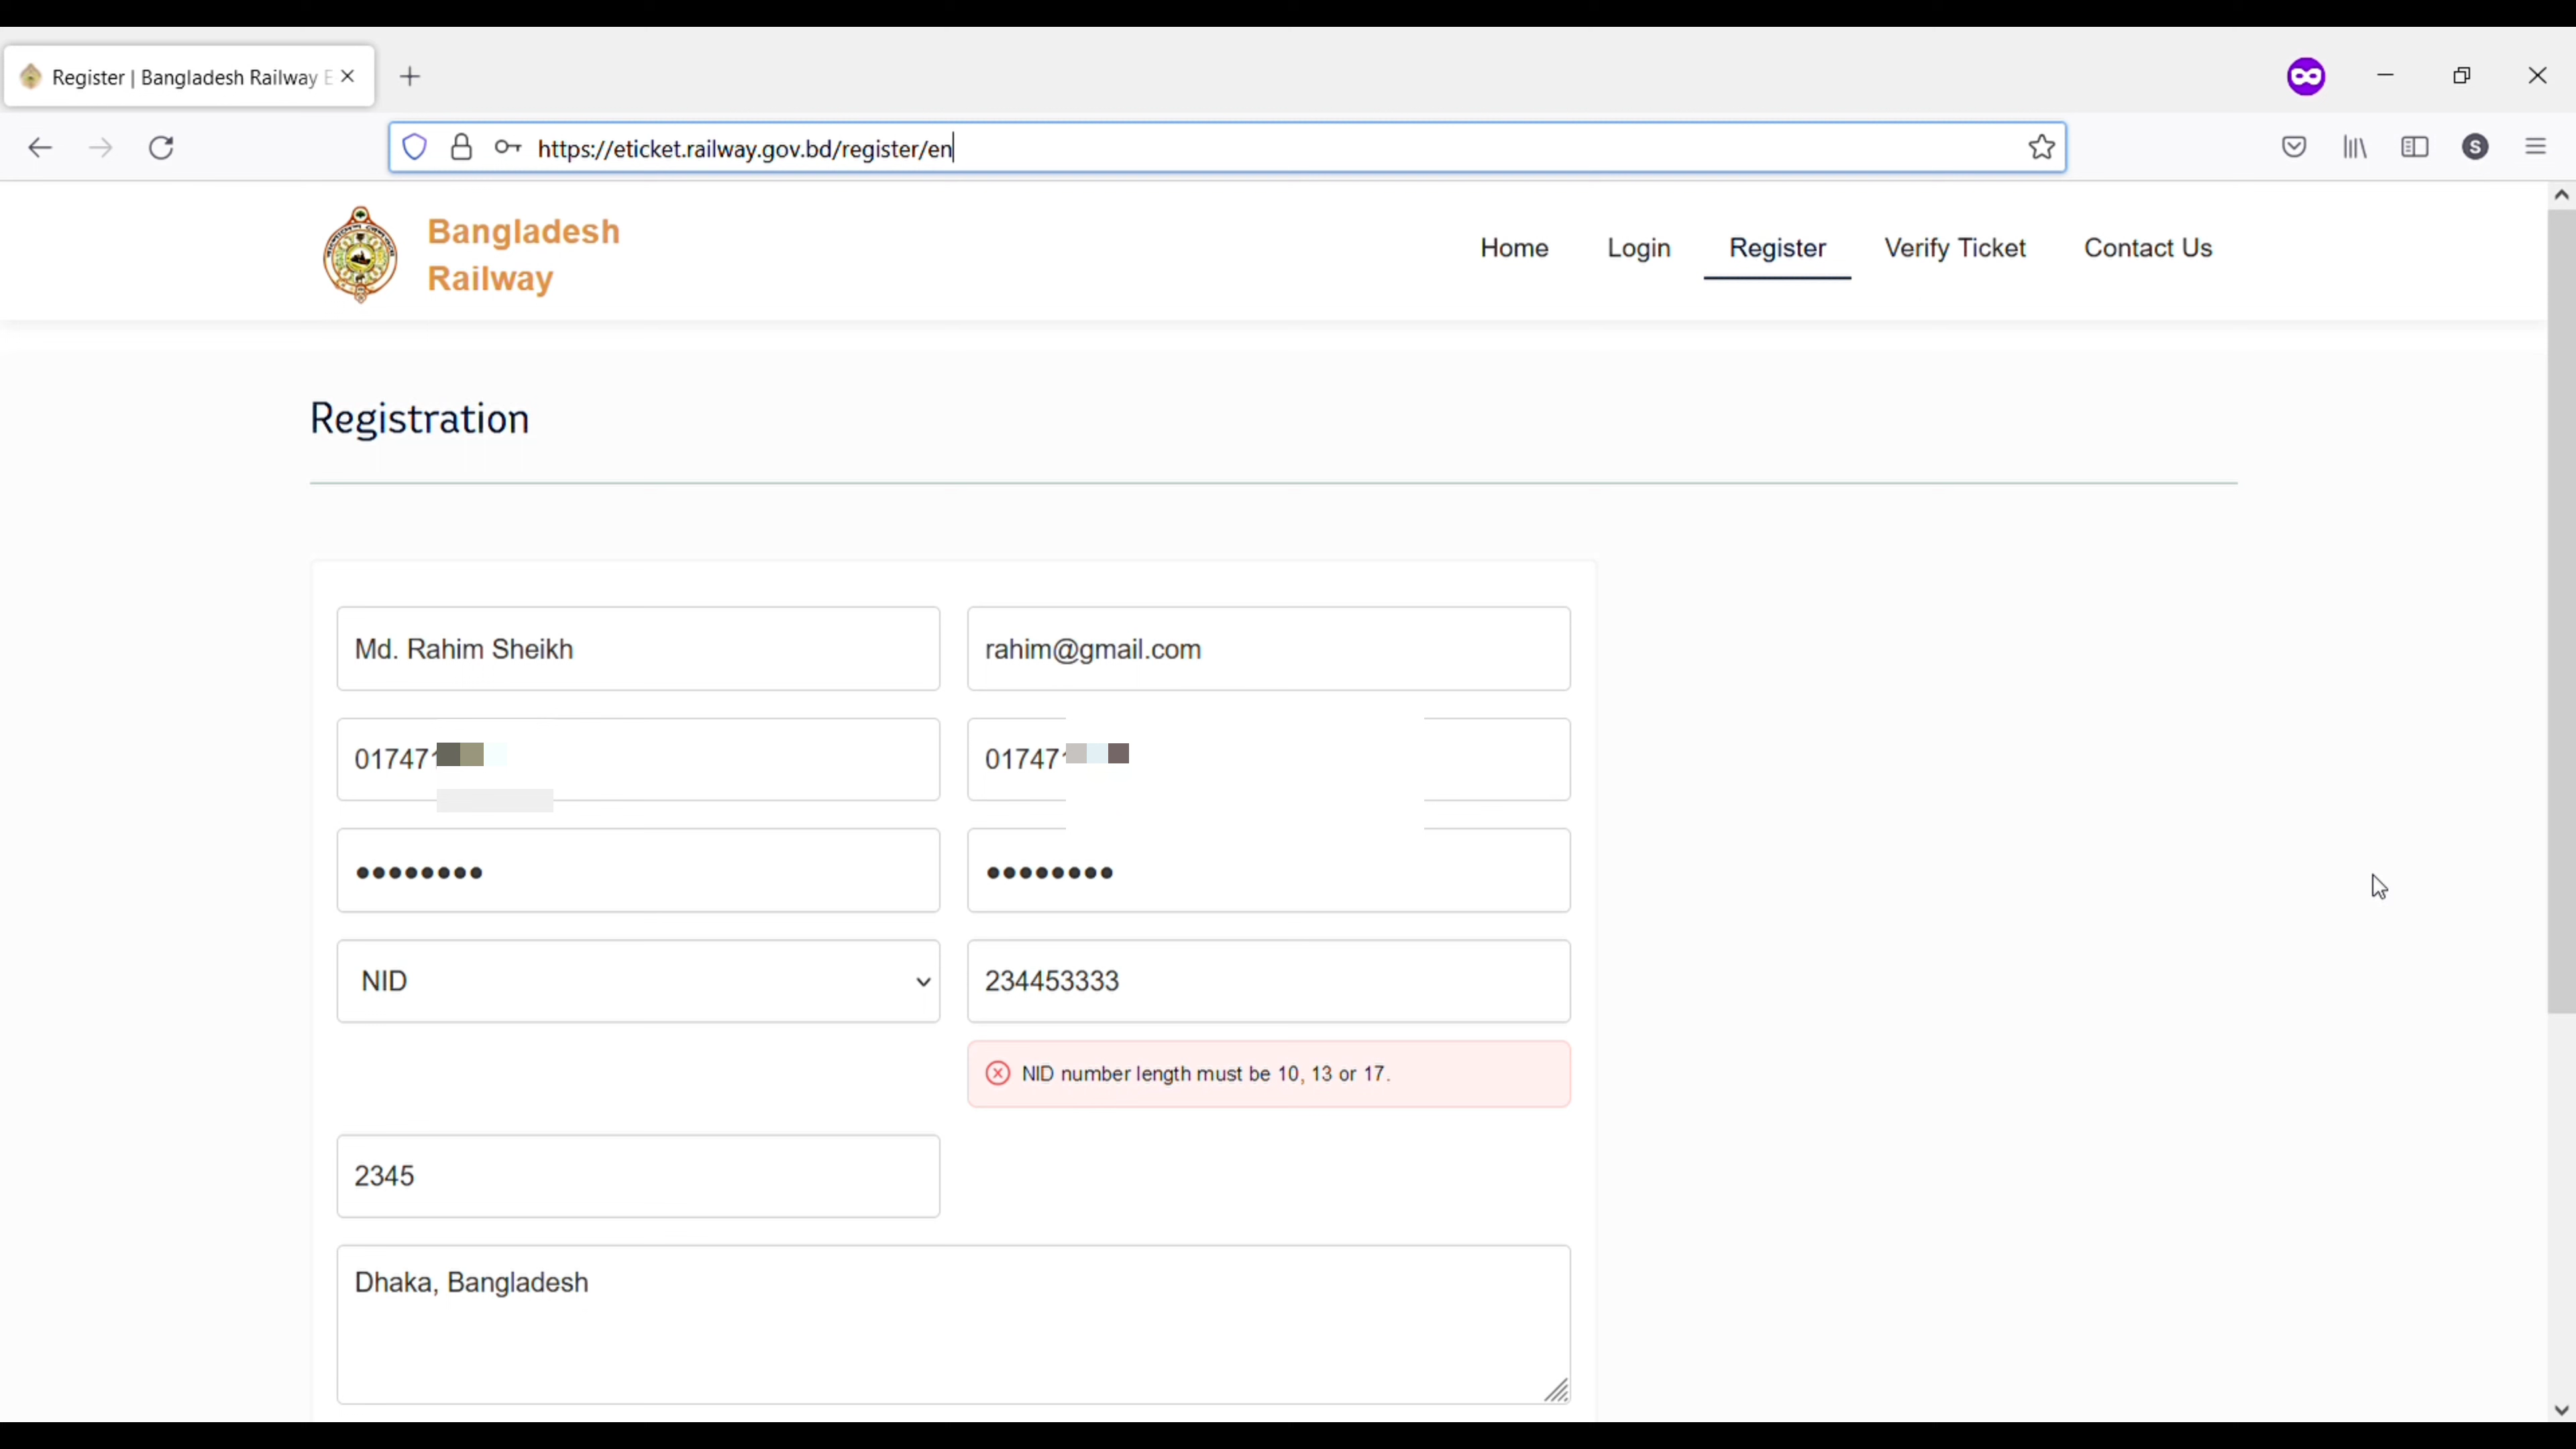 Register | Bangladesh Railway E
https://eticket.railway.gov.bd/register/en
S
Bangladesh
Railway
Home Login Register Verify Ticket Contact Us
Registration
Md. Rahim Sheikh rahim@gmail.com
017471 017471
NID 234453333
NID number length must be 10, 13 or 17.
2345
Dhaka, Bangladesh